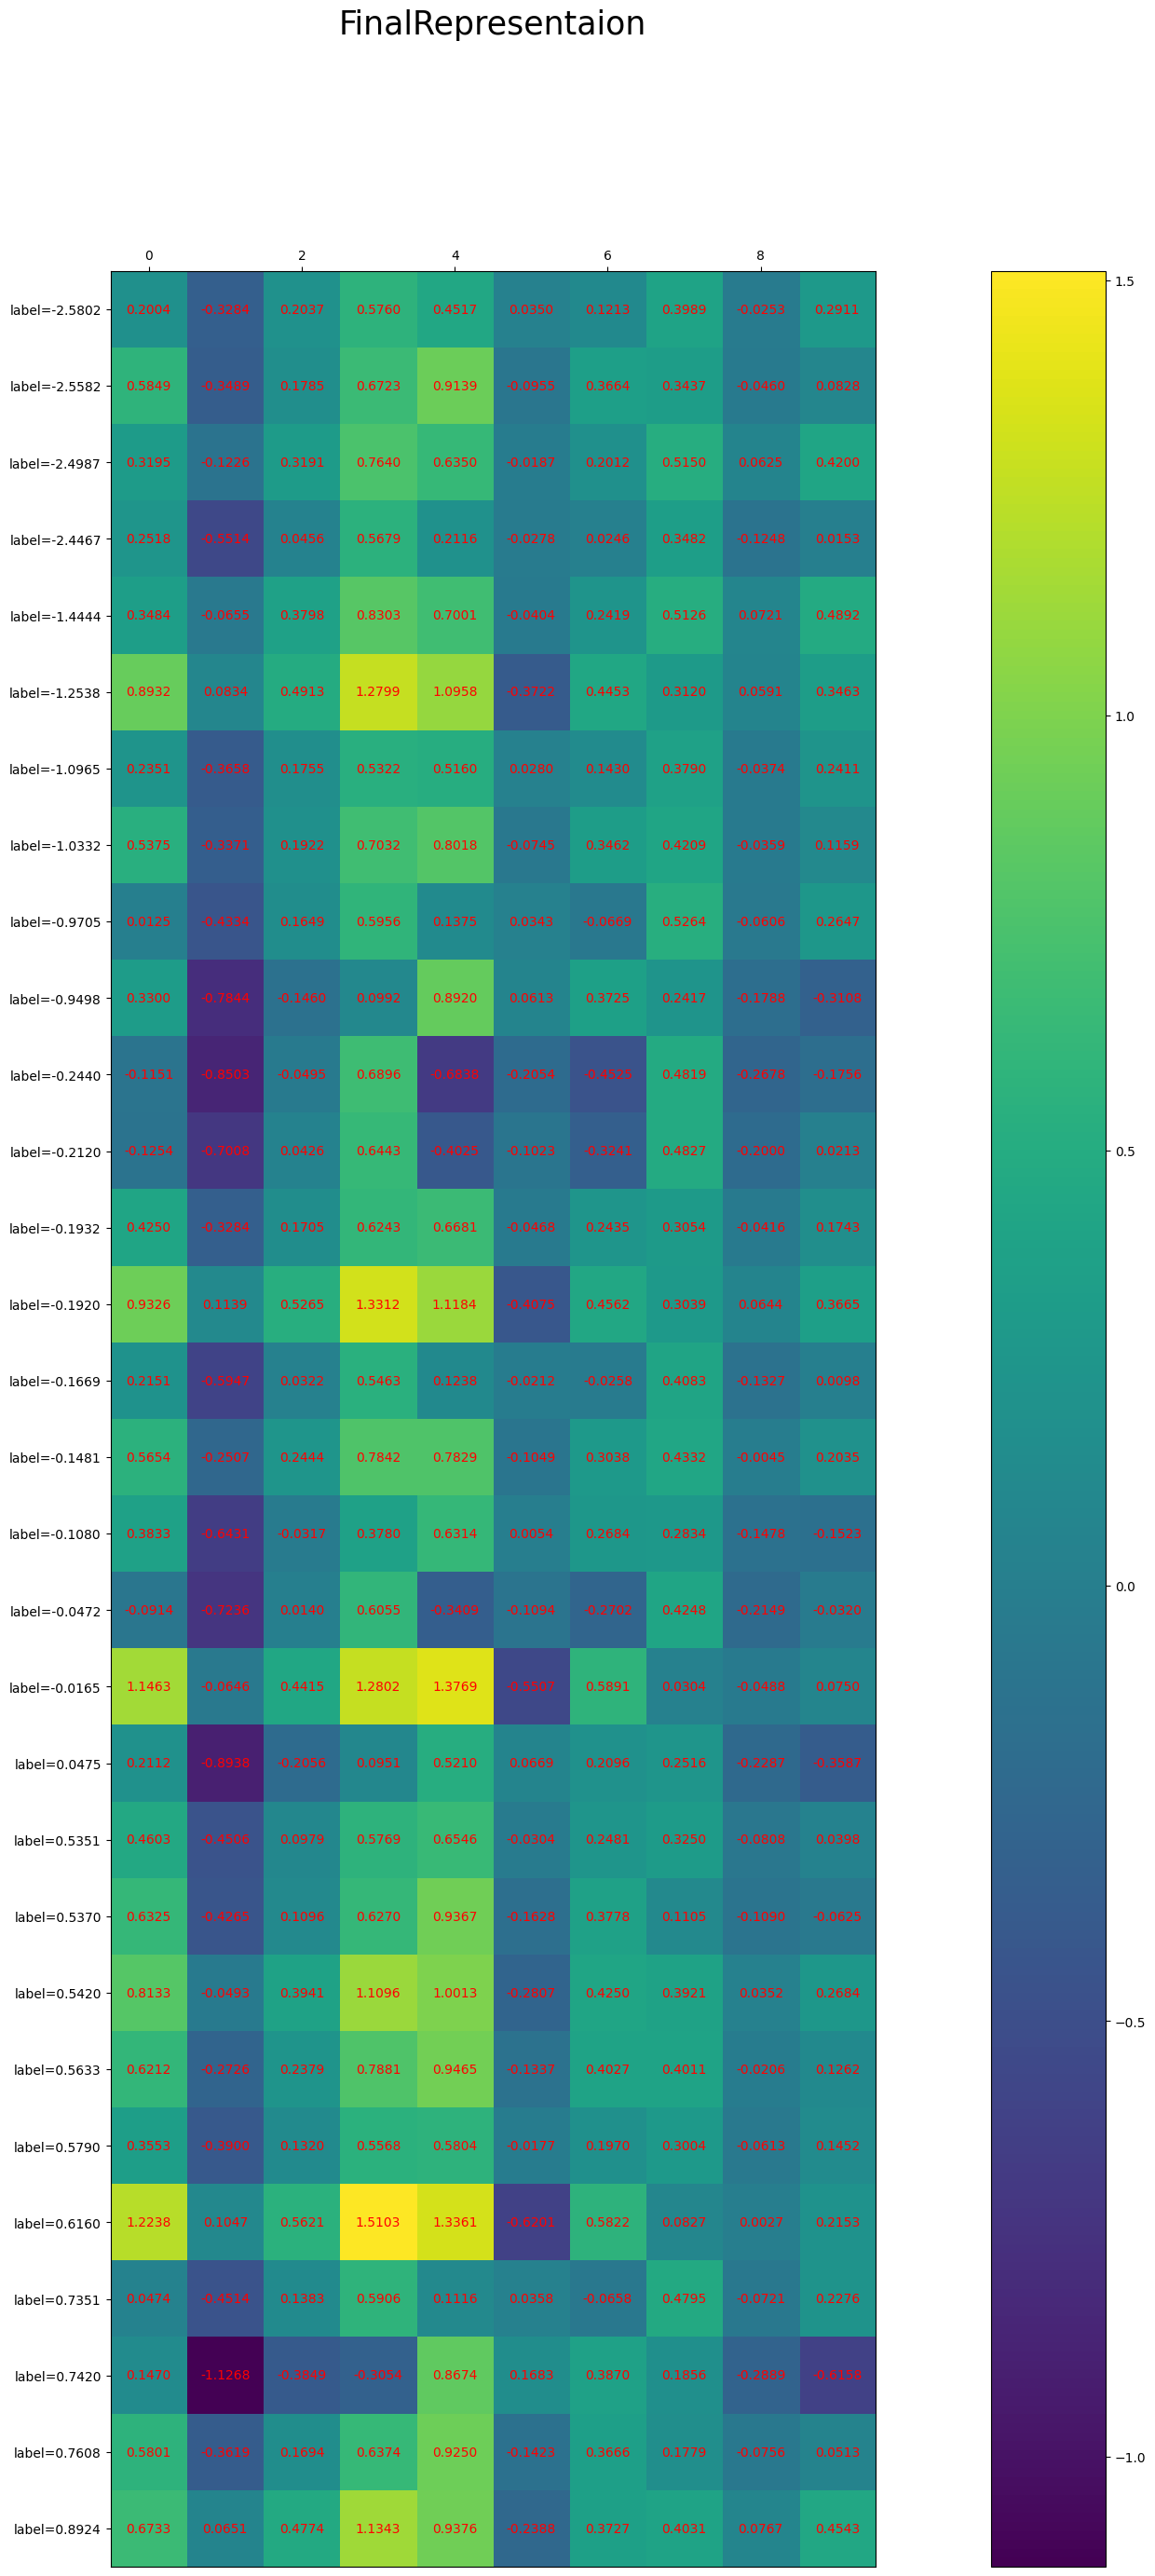 FinalRepresentaion
0 2 4 6 8
label=-2.5802 0.2004 -0.3284 0.2037 0.5760 0.4517 0.0350 0.1213 0.3989 -0.0253 0.2911
label=-2.5582 0.5849 -0.3489 0.1785 0.6723 0.9139 -0.0955 0.3664 0.3437 -0.0460 0.0828
label=-2.4987 0.3195 -0.1226 0.3191 0.7640 0.6350 -0.0187 0.2012 0.5150 0.0625 0.4200
label=-2.4467 0.2518 0.0456 0.5679 0.2116 -0.0278 0.0246 0.3482 -0.1248 0.0153
label=-1.4444 0.3484 -0.0655 0.3798 0.8303 0.7001 -0.0404 0.2419 0.5126 0.0721 0.4892
label=-1.2538 0.8932 0.0834 0.4913 1.2799 1.0958 -0.3722 0.4453 0.3120 0.0591 0.3463
label=-1.0965 0.2351 -0.3658 0.1755 0.5322 0.5160 0.0280 0.1430 0.3790 -0.0374 0.2411
label=-1.0332 0.5375 -0.3371 0.1922 0.7032 0.8018 -0.0745 0.3462 0.4209 -0.0359 0.1159
label=-0.9705 0.0125 0.1649 0.5956 0.1375 0.0343 -0.0669 0.5264 -0.0606 0.2647
label=-0.9498 0.3300 -0.7844 -0.1460 0.0992 0.8920 0.0613 0.3725 0.2417 -0.1788 -0.3108
label=-0.2440 -0.1151 -0.8503 -0.0495 0.6896 -0.2054 -0.4525 0.4819 -0.2678 -0.1756
label=-0.2120 -0.1254 -0.7008 0.0426 0.6443 -0.4025 -0.1023 -0.3241 0.4827 -0.2000 0.0213
label=-0.1932 0.4250 -0.3284 0.1705 0.6243 0.6681 -0.0468 0.2435 0.3054 -0.0416 0.1743
label=-0.1920 0.9326 0.1139 0.5265 1.3312 1.1184 -0.4075 0.4562 0.3039 0.0644 0.3665
label=-0.1669 0.2151 -0.5947 0.0322 0.5463 0.1238 -0.0212 -0.0258 0.4083 -0.1327 0.0098
label=-0.1481 0.5654 -0.2507 0.2444 0.7842 0.7829 -0.1049 0.3038 0.4332 -0.0045 0.2035
label=-0.1080 0.3833 -0.0317 0.3780 0.6314 0.0054 0.2684 0.2834 -0.1478 -0.1523
label=-0.0472 -0.0914 -0.7236 0.0140 0.6055 -0.3409 -0.1094 -0.2702 0.4248 -0.2149 -0.0320
label=-0.0165 1.1463 -0.0646 0.4415 1.2802 1.3769 0.5891 0.0304 -0.0488 0.0750
label=0.0475 0.2112 -0.8938 -0.2056 0.0951 0.5210 0.0669 0.2096 0.2516 -0.2287 -0.3587
label=0.5351 0.4603 -0.4506 0.0979 0.5769 0.6546 -0.0304 0.2481 0.3250 -0.0808 0.0398
label=0.5370 0.6325 -0.4265 0.1096 0.6270 0.9367 -0.1628 0.3778 0.1105 -0.1090 -0.0625
label=0.5420 0.8133 -0.0493 0.3941 1.1096 1.0013 -0.2807 0.4250 0.3921 0.0352 0.2684
label=0.5633 0.6212 -0.2726 0.2379 0.7881 0.9465 -0.1337 0.4027 0.4011 -0.0206 0.1262
label=0.5790 0.3553 -0.3900 0.1320 0.5568 0.5804 -0.0177 0.1970 0.3004 -0.0613 0.1452
label=0.6160 1.2238 0.1047 0.5621 1.5103 1.3361 -0.6201 0.5822 0.0827 0.0027 0.2153
label=0.7351 0.0474 -0.4514 0.1383 0.5906 0.1116 0.0358 -0.0658 0.4795 -0.0721 0.2276
label=0.7420 0.1470 -1.1268 -0.3849 -0.3054 0.8674 0.1683 0.3870 0.1856 -0.2889
label=0.7608 0.5801 -0.3619 0.1694 0.6374 0.9250 -0.1423 0.3666 0.1779 -0.0756 0.0513
label=0.8924 0.6733 0.0651 0.4774 1.1343 0.9376 -0.2388 0.3727 0.4031 0.0767 0.4543
1.5
1.0
0.5
0.0
−0.5
−1.0